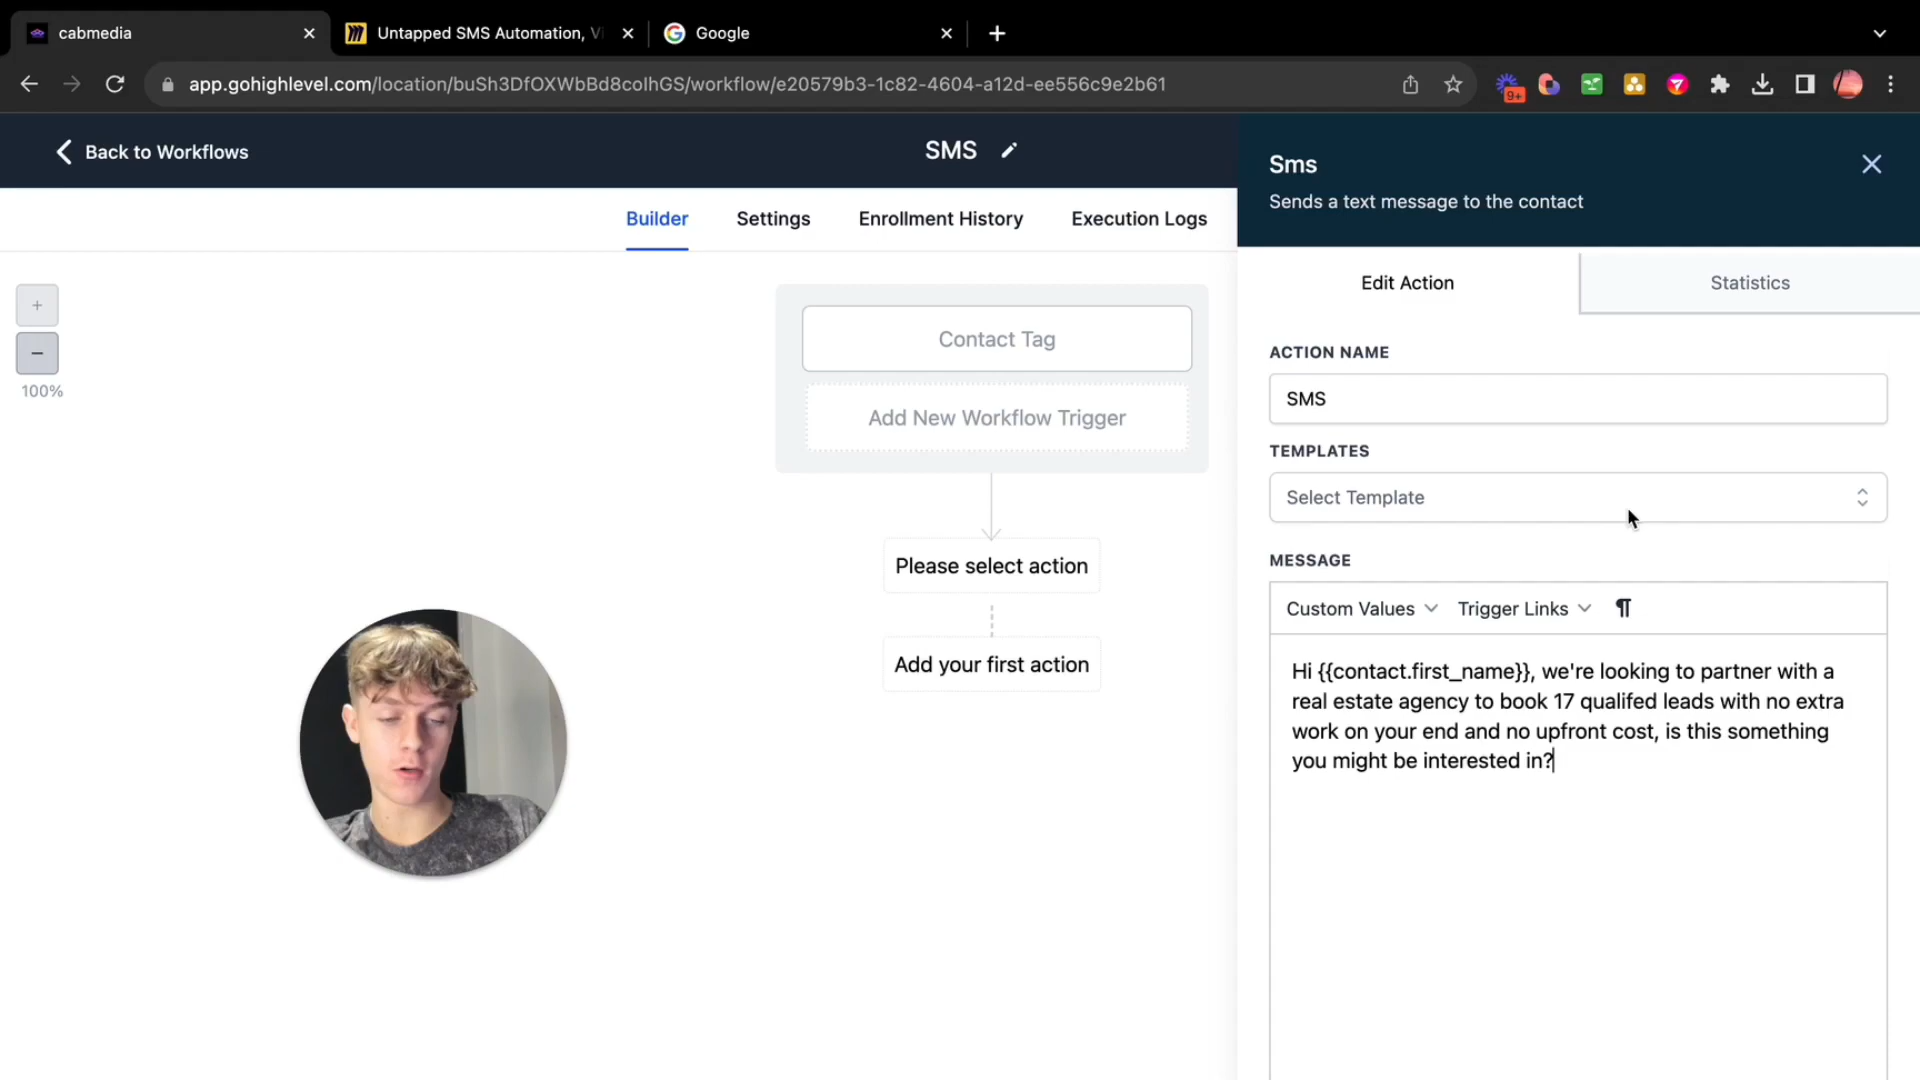 cabmedia
Untapped SMS Automation, Vi
Google
app.gohighlevel.com/location/buSh3DfOXWbBd8coIhGS/workflow/e20579b3-1c82-4604-a12d-ee556c9e2b61
9+
Back to Workflows
SMS
Builder
Settings
Enrollment History
Execution Logs
100%
Contact Tag
Add New Workflow Trigger
Please select action
Add your first action
Sms
Sends a text message to the contact
Edit Action
Statistics
ACTION NAME
SMS
TEMPLATES
Select Template
MESSAGE
Custom Values
Trigger Links
Hi {{contact.first_name}}, we're looking to partner with a
real estate agency to book 17 qualifed leads with no extra
work on your end and no upfront cost, is this something
you might be interested in?